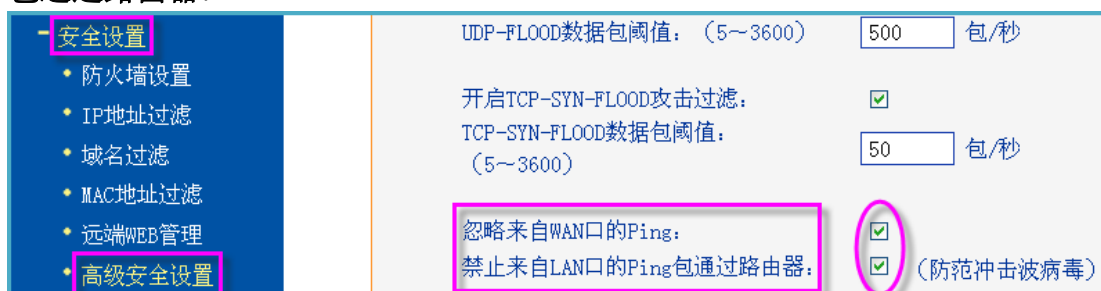 安全设置
防火墙设置
IP地址过滤
域名过滤
MAC地址过滤
远端WEB管理
高级安全设置
UDP-FLOOD数据包阈值：（5~3600） 500 包/秒
开启TCP-SYN-FLOOD攻击过滤：
TCP-SYN-FLOOD数据包阈值：
（5~3600） 50 包/秒
忽略来自WAN口的Ping：
禁止来自LAN口的Ping包通过路由器： （防范冲击波病毒）